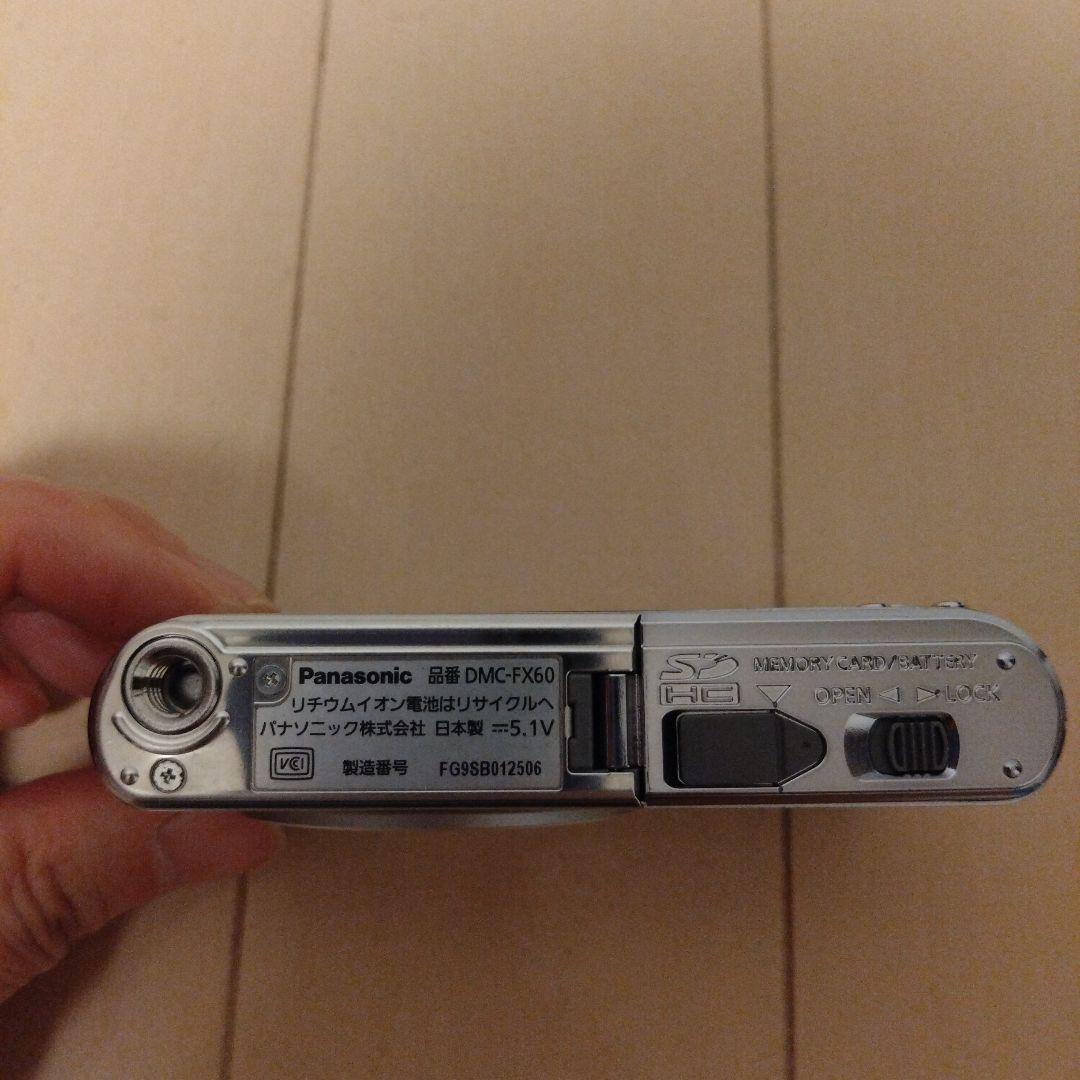 Panasonic 品番 DMC-FX60
リチウムイオン電池はリサイクルへ
パナソニック株式会社 日本製 ⎓5.1V
VCCI
製造番号 FG9SB012506
SD HC
MEMORY CARD/BATTERY
OPEN ◁ ▷ LOCK